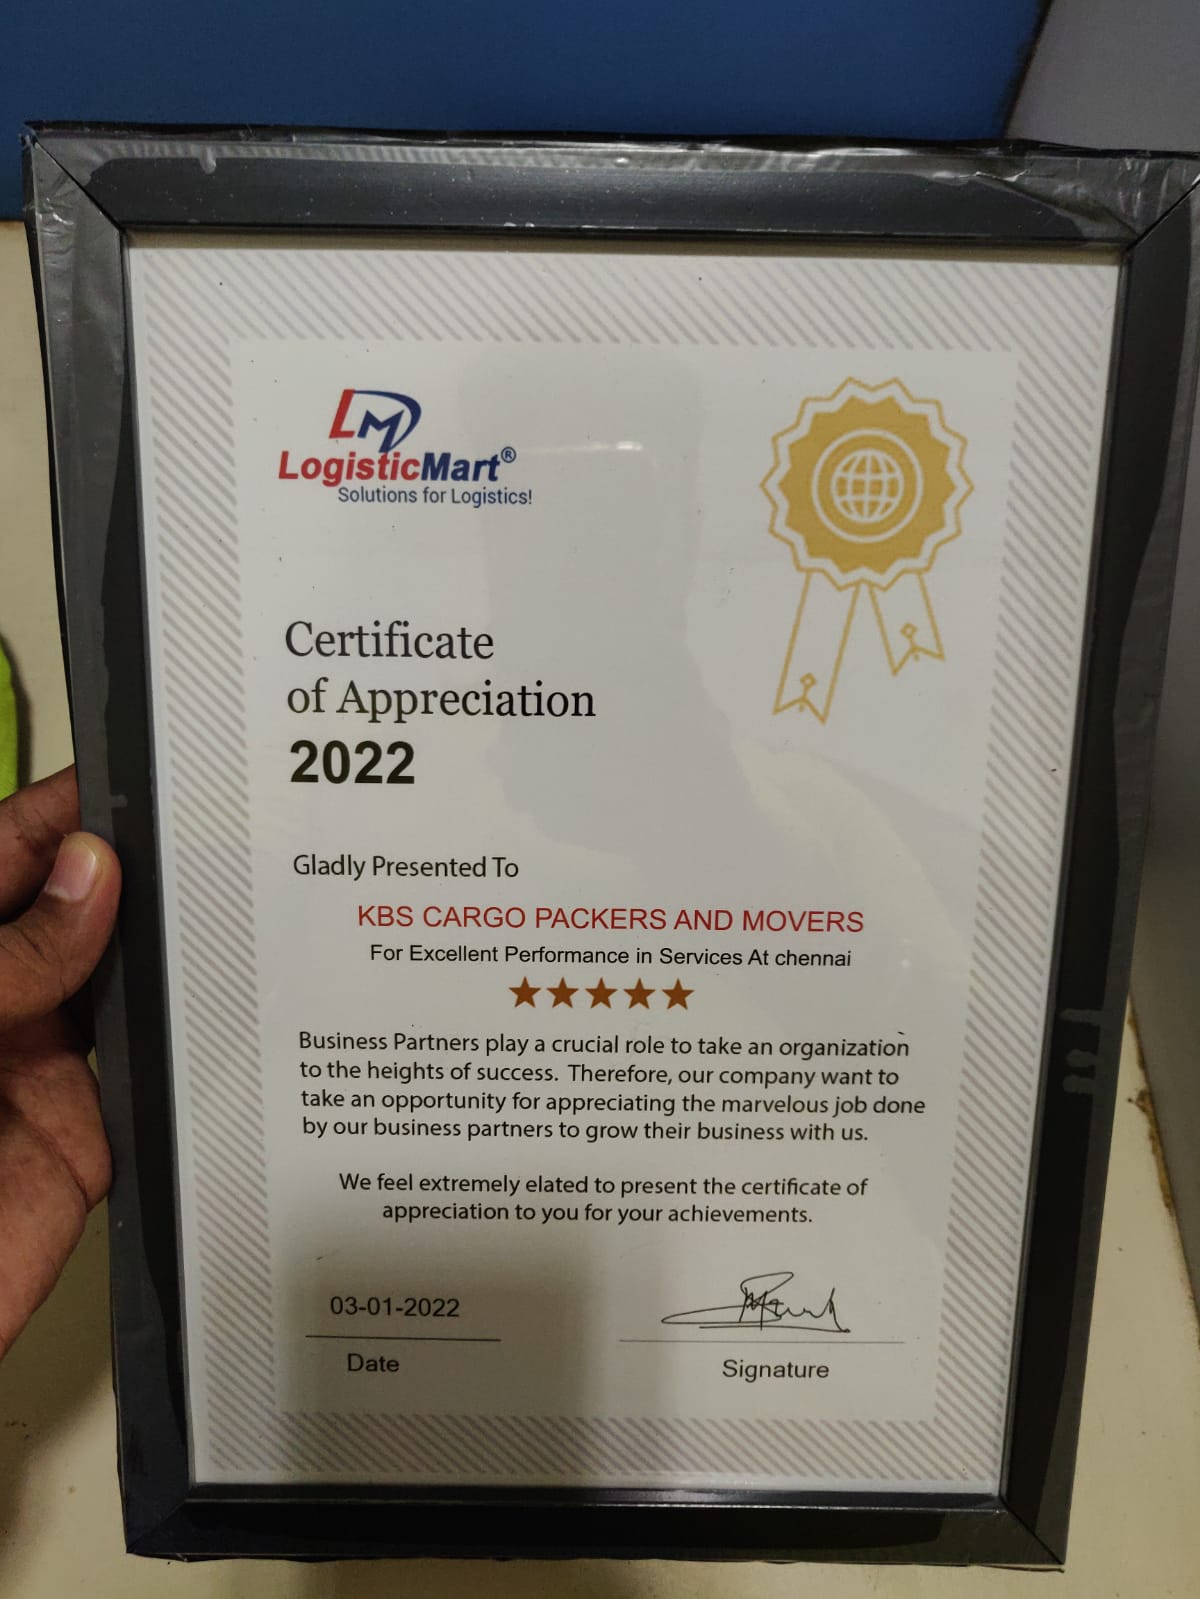 LM
LogisticMart®
Solutions for Logistics!
Certificate
of Appreciation
2022
Gladly Presented To
KBS CARGO PACKERS AND MOVERS
For Excellent Performance in Services At chennai
Business Partners play a crucial role to take an organization
to the heights of success. Therefore, our company want to
take an opportunity for appreciating the marvelous job done
by our business partners to grow their business with us.
We feel extremely elated to present the certificate of
appreciation to you for your achievements.
03-01-2022
Date
Signature